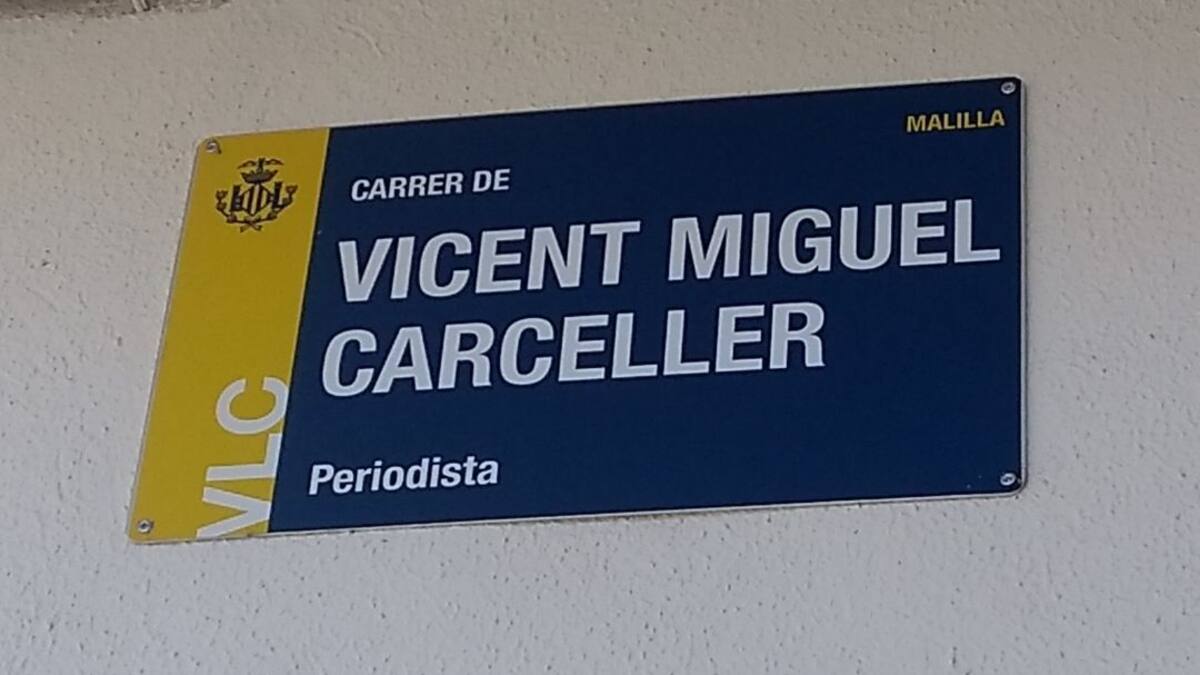 MALILLA
CARRER DE
VICENT MIGUEL
CARCELLER
Periodista
VLC